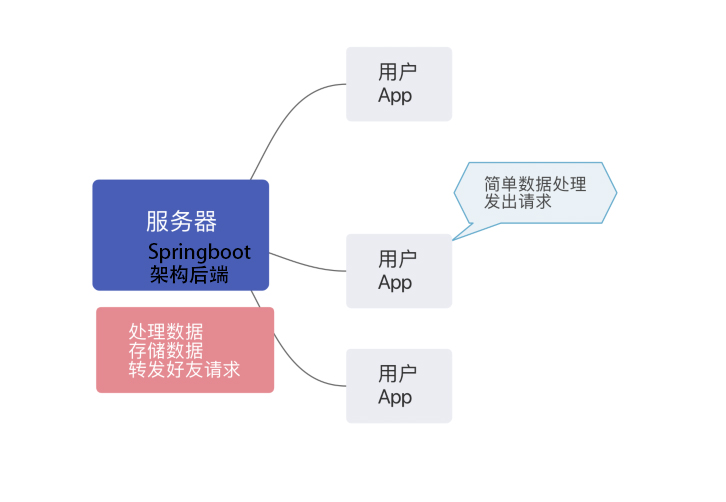 用户
App
简单数据处理
发出请求
服务器
Springboot
架构后端
用户
App
处理数据
存储数据
转发好友请求
用户
App